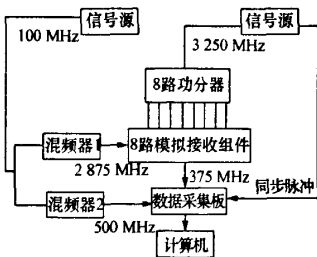 信号源
信号源
100 MHz
3 250 MHz
8路功分器
混频器1
8路模拟接收组件
2 875 MHz
375 MHz
同步脉冲
混频器2
数据采集板
500 MHz
计算机